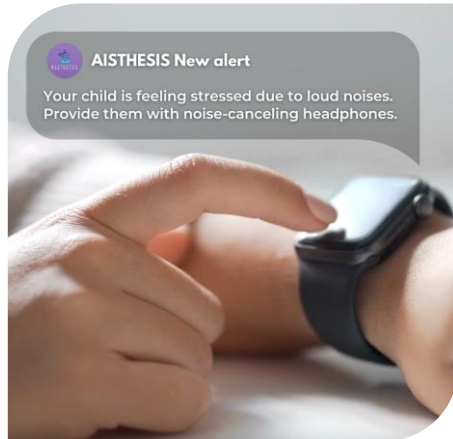 AISTHESIS New alert
Your child is feeling stressed due to loud noises.
Provide them with noise-canceling headphones.